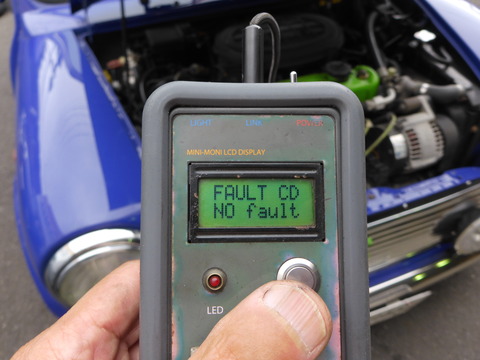 LIGHT LINK POWER
MINI-MONI LCD DISPLAY
FAULT CD
NO fault
LED